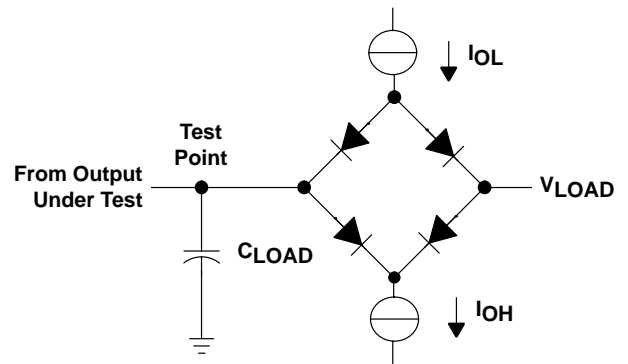 IOL
Test
Point
From Output
Under Test
VLOAD
CLOAD
IOH